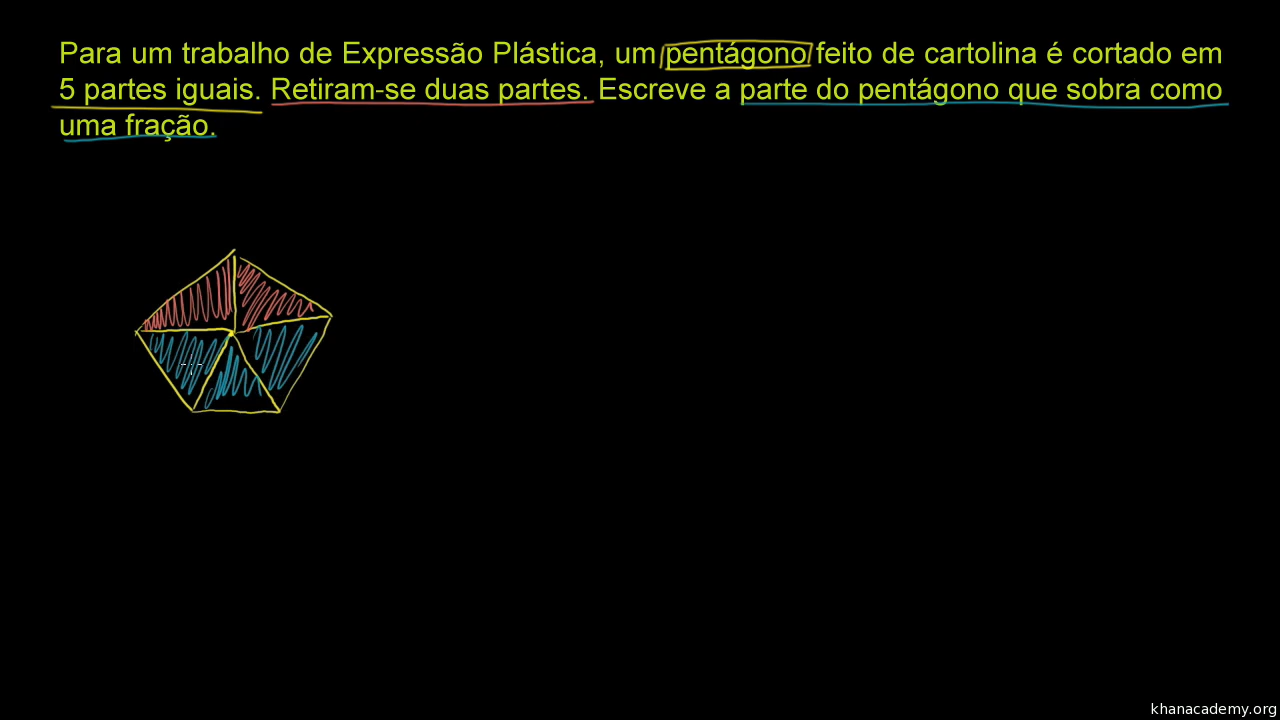 Para um trabalho de Expressão Plástica, um pentágono feito de cartolina é cortado em
5 partes iguais. Retiram-se duas partes. Escreve a parte do pentágono que sobra como
uma fração.
khanacademy.org